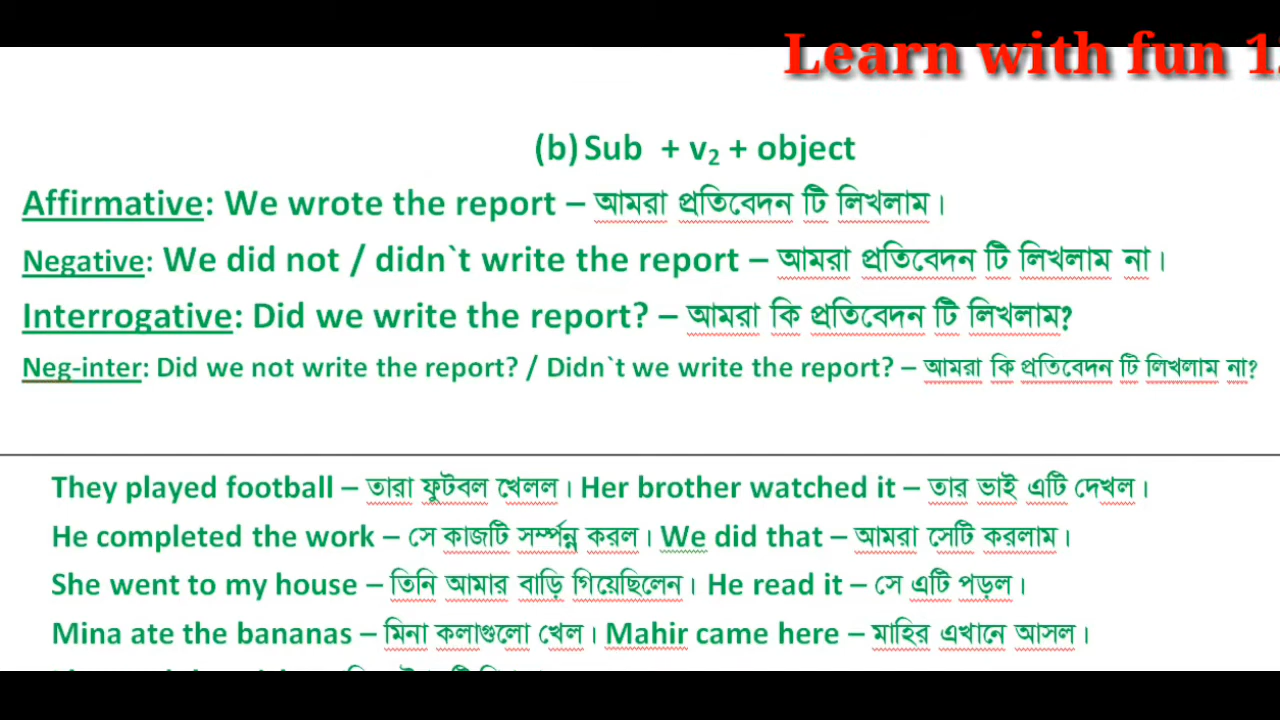 Learn with fun
(b) Sub + v₂ + object
Affirmative: We wrote the report – আমরা প্রতিবেদন টি লিখলাম।
Negative: We did not / didn`t write the report – আমরা প্রতিবেদন টি লিখলাম না।
Interrogative: Did we write the report? – আমরা কি প্রতিবেদন টি লিখলাম?
Neg-inter: Did we not write the report? / Didn`t we write the report? – আমরা কি প্রতিবেদন টি লিখলাম না?
They played football – তারা ফুটবল খেলল। Her brother watched it – তার ভাই এটি দেখল।
He completed the work – সে কাজটি সর্ম্পন্ন করল। We did that – আমরা সেটি করলাম।
She went to my house – তিনি আমার বাড়ি গিয়েছিলেন। He read it – সে এটি পড়ল।
Mina ate the bananas – মিনা কলাগুলো খেল। Mahir came here – মাহির এখানে আসল।